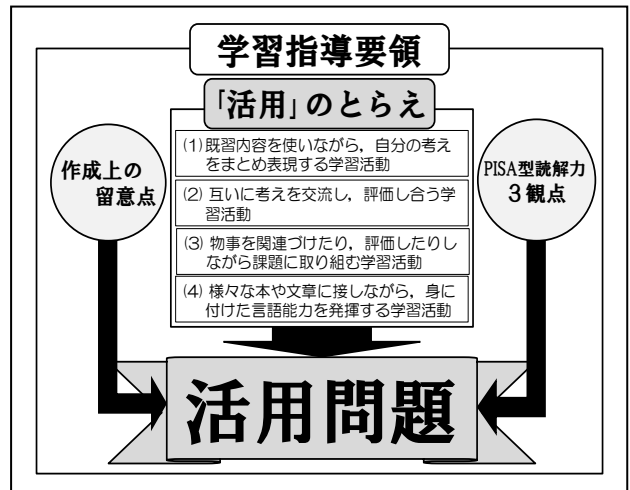 学習指導要領
「活用」のとらえ
(1)既習内容を使いながら，自分の考え
をまとめ表現する学習活動
(2) 互いに考えを交流し，評価し合う学
習活動
(3) 物事を関連づけたり，評価したりし
ながら課題に取り組む学習活動
(4) 様々な本や文章に接しながら，身に
付けた言語能力を発揮する学習活動
作成上の
留意点
PISA型読解力
３観点
活用問題